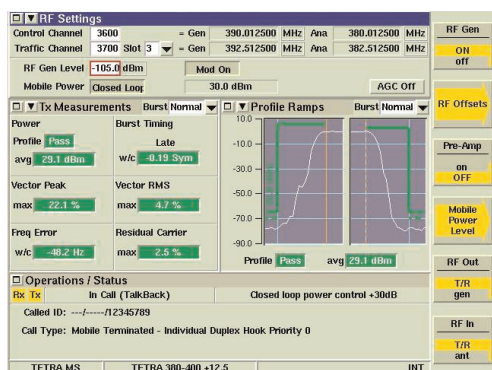 RF Settings
Control Channel 3600 = Gen 390.012500 MHz Ana 380.012500 MHz
Traffic Channel 3700 Slot 3 = Gen 392.512500 MHz Ana 382.512500 MHz
RF Gen Level -105.0 dBm Mod On
Mobile Power Closed Loop 30.0 dBm AGC Off
Tx Measurements Burst Normal
Power Burst Timing
Profile Pass Late
avg 29.1 dBm w/c -0.19 Sym
Vector Peak Vector RMS
max 22.1 % max 4.7 %
Freq Error Residual Carrier
w/c -48.2 Hz max 2.5 %
Profile Ramps Burst Normal
10.0
-10.0
-30.0
-50.0
-70.0
-90.0
Profile Pass avg 29.1 dBm
Operations / Status
Rx Tx In Call (TalkBack) Closed loop power control +30dB
Called ID: ---/-----/12345789
Call Type: Mobile Terminated - Individual Duplex Hook Priority 0
TETRA MS TETRA 380-400 +12.5 INT
RF Gen
ON
off
RF Offsets
Pre-Amp
on
OFF
Mobile
Power
Level
RF Out
T/R
gen
RF In
T/R
ant